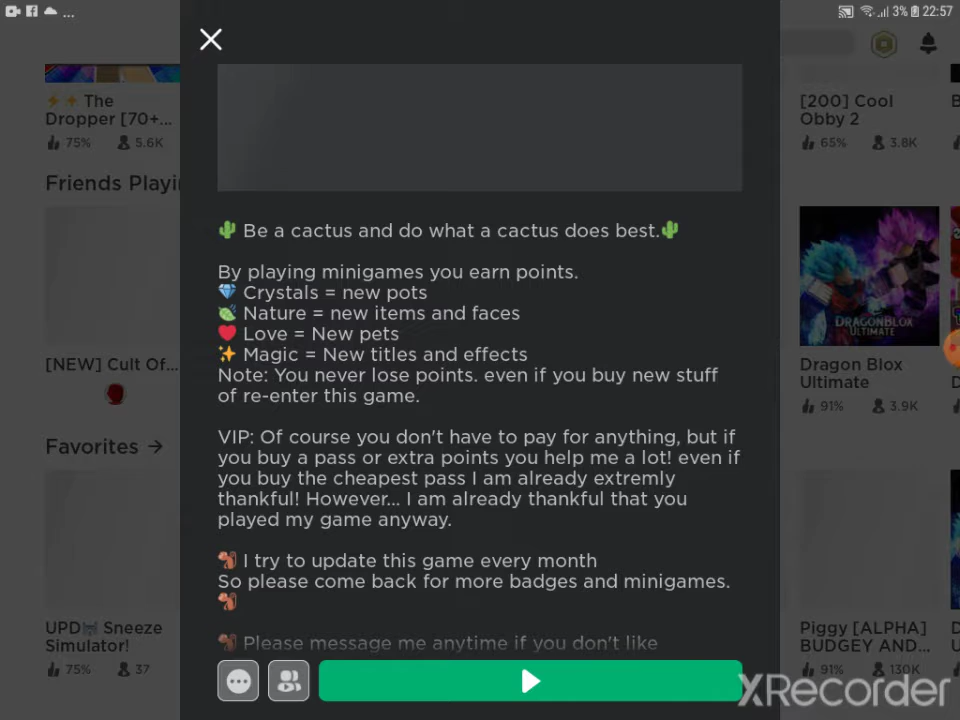 ... 3% 22:57
⚡⚡ The
Dropper [70+...
75% 5.6K
Friends Playi
[NEW] Cult Of...
Favorites →
UPD Sneeze
Simulator!
75% 37
🌵 Be a cactus and do what a cactus does best.🌵
By playing minigames you earn points.
💎 Crystals = new pots
🍃 Nature = new items and faces
❤️ Love = New pets
✨ Magic = New titles and effects
Note: You never lose points. even if you buy new stuff
of re-enter this game.
VIP: Of course you don't have to pay for anything, but if
you buy a pass or extra points you help me a lot! even if
you buy the cheapest pass I am already extremly
thankful! However... I am already thankful that you
played my game anyway.
🐿️ I try to update this game every month
So please come back for more badges and minigames.
🐿️
🐿️ Please message me anytime if you don't like
[200] Cool
Obby 2
65% 3.8K
DRAGONBLOX
ULTIMATE
Dragon Blox
Ultimate
91% 3.9K
Piggy [ALPHA]
BUDGEY AND...
91% 130K
XRecorder